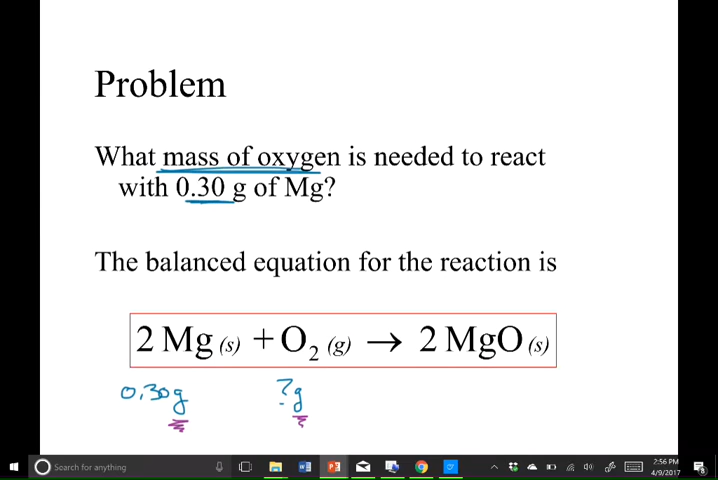 Problem
What mass of oxygen is needed to react
with 0.30 g of Mg?
The balanced equation for the reaction is
2 Mg (s) + O₂ (g) → 2 MgO (s)
0.30g ?g
Search for anything
2:56 PM
4/9/2017